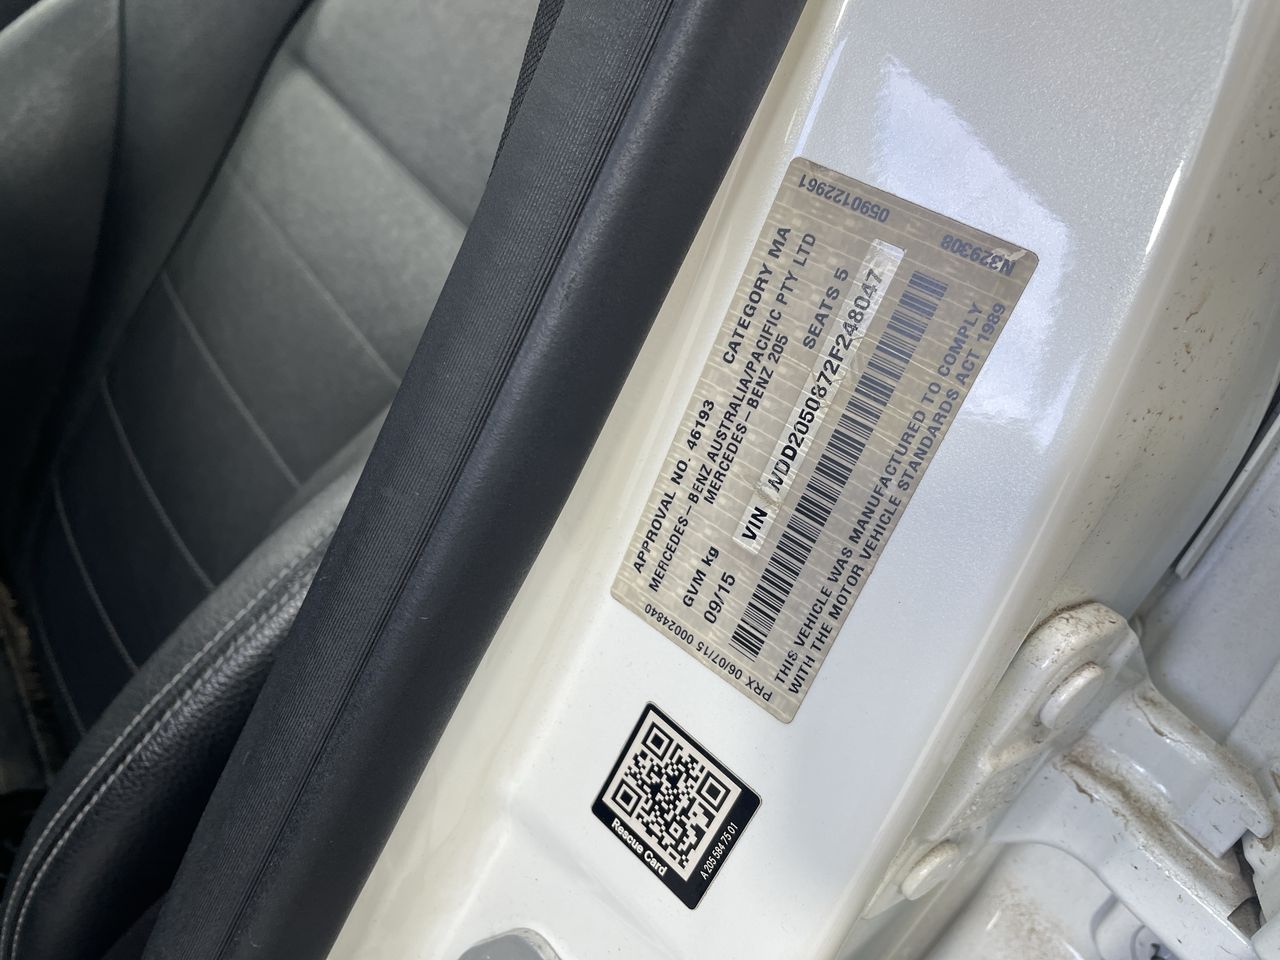 0590122961 N329308
APPROVAL NO. 46193 CATEGORY MA
MERCEDES-BENZ AUSTRALIA/PACIFIC PTY LTD
MERCEDES-BENZ 205
GVM kg SEATS 5
09/15 VIN WDD2050872F248047
THIS VEHICLE WAS MANUFACTURED TO COMPLY
WITH THE MOTOR VEHICLE STANDARDS ACT 1989
PRX 06/07/15 00024840
Rescue Card
A 205 584 75 01